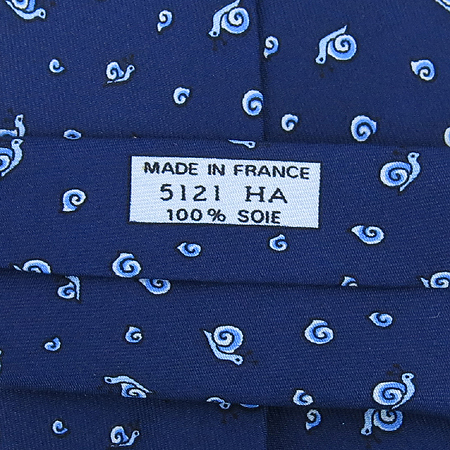 MADE IN FRANCE
5121 HA
100% SOIE